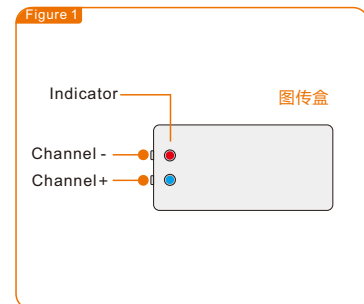 Figure 1
Indicator
图传盒
Channel -
Channel+